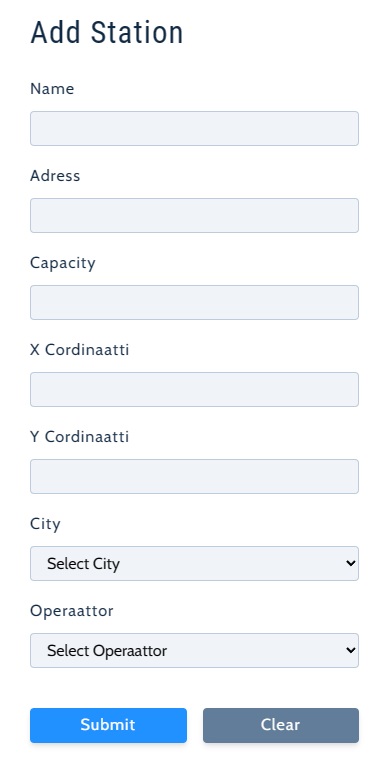 Add Station
Name
Adress
Capacity
X Cordinaatti
Y Cordinaatti
City
Select City
Operaattor
Select Operaattor
Submit Clear